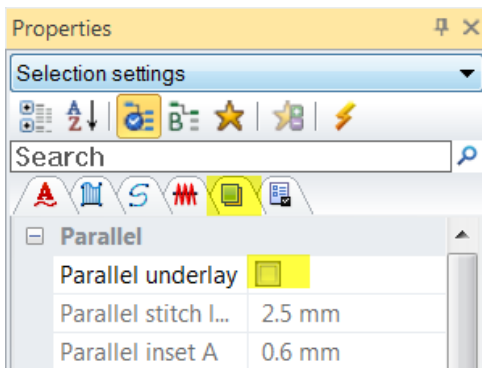 Properties
Selection settings
Search
Parallel
Parallel underlay
Parallel stitch l... 2.5 mm
Parallel inset A 0.6 mm